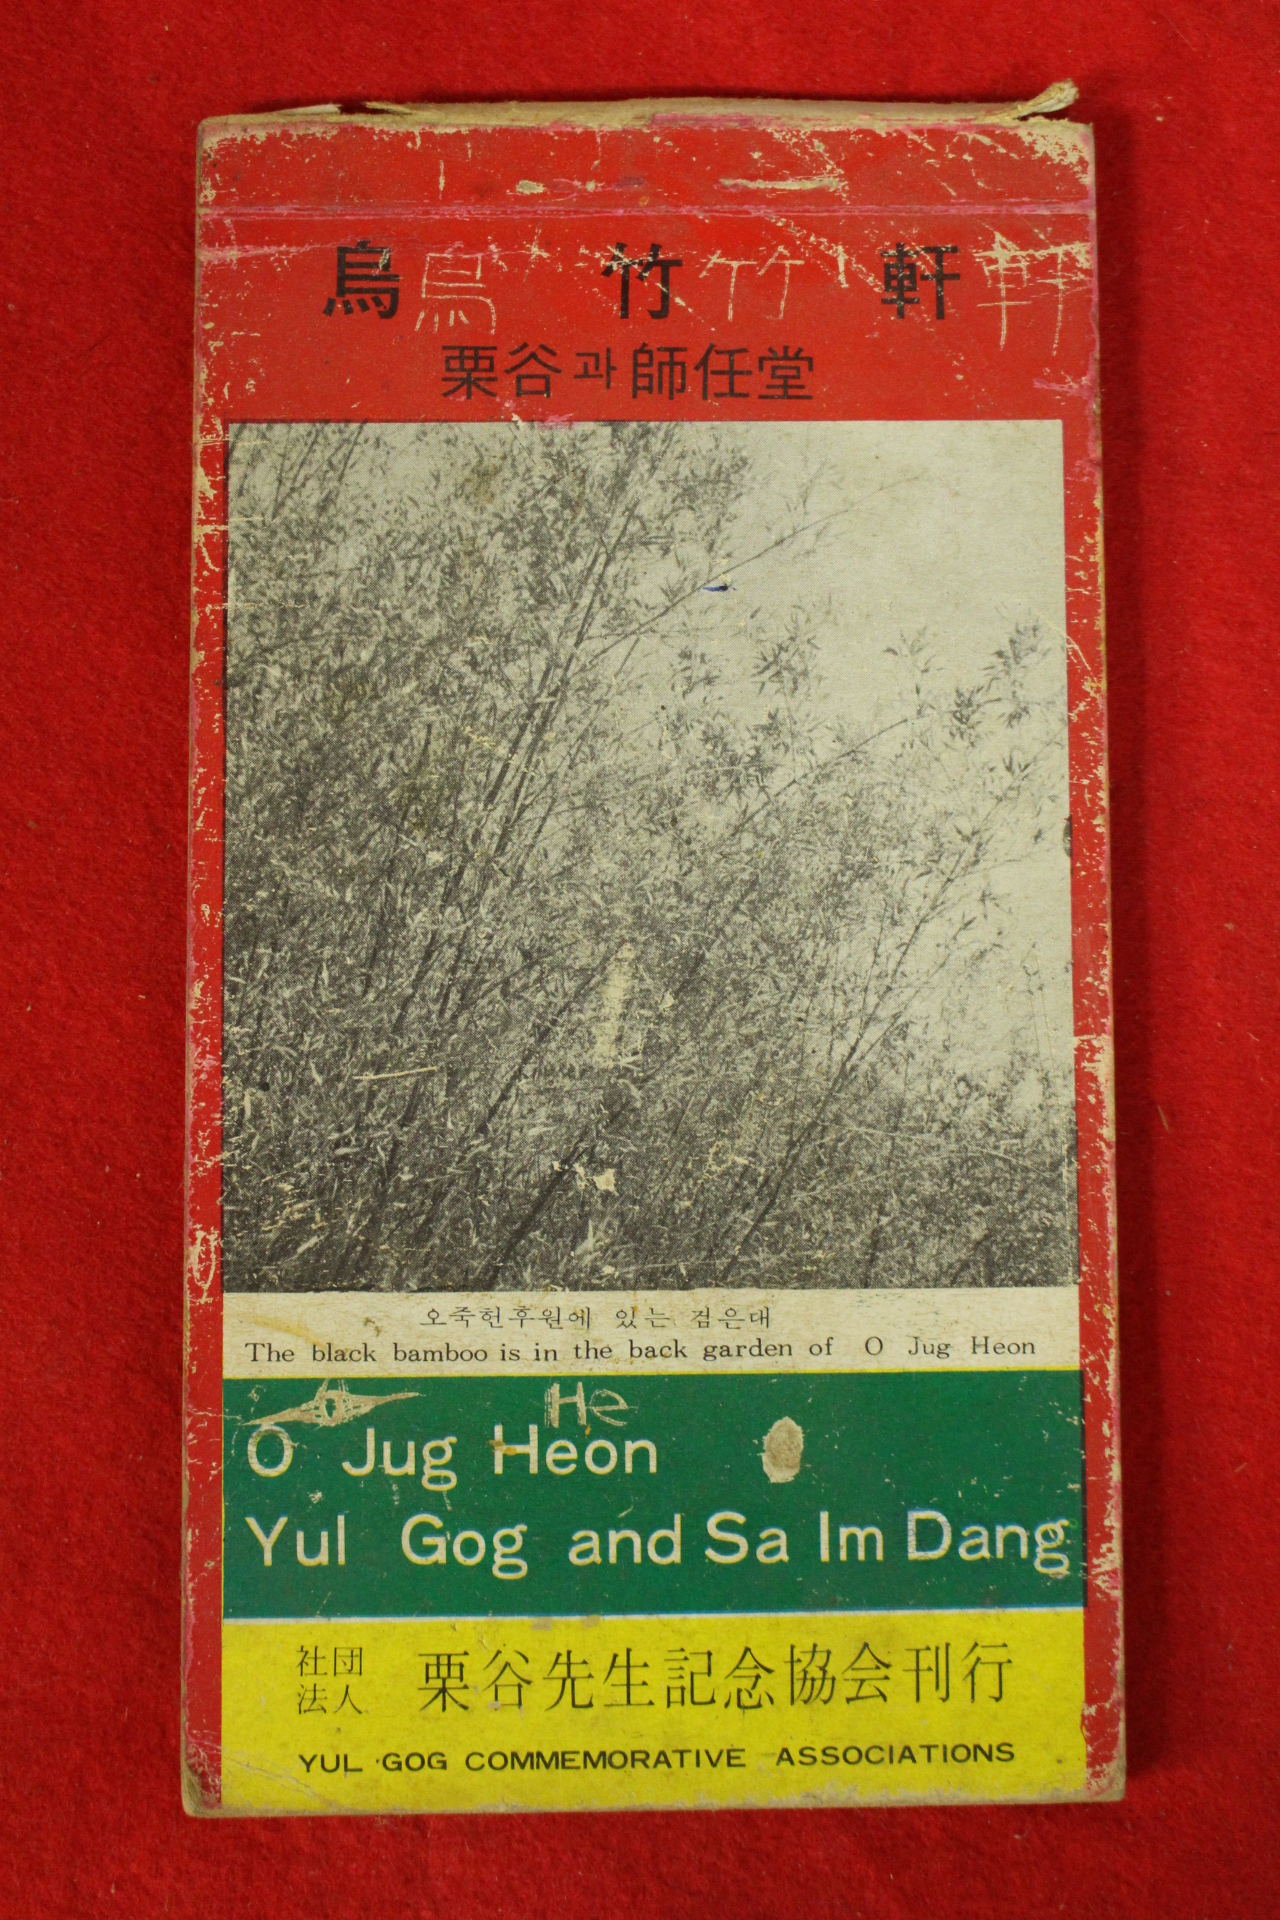 烏烏 竹竹 軒軒
栗谷과 師任堂
오죽헌후원에 있는 검은대
The black bamboo is in the back garden of O Jug Heon
He
O Jug Heon
Yul Gog and Sa Im Dang
社団法人 栗谷先生記念協会刊行
YUL GOG COMMEMORATIVE ASSOCIATIONS